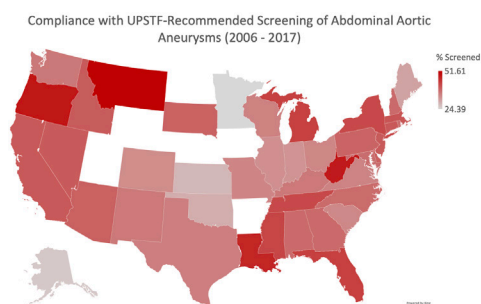 Compliance with UPSTF-Recommended Screening of Abdominal Aortic
Aneurysms (2006 - 2017)
% Screened
51.61
24.39